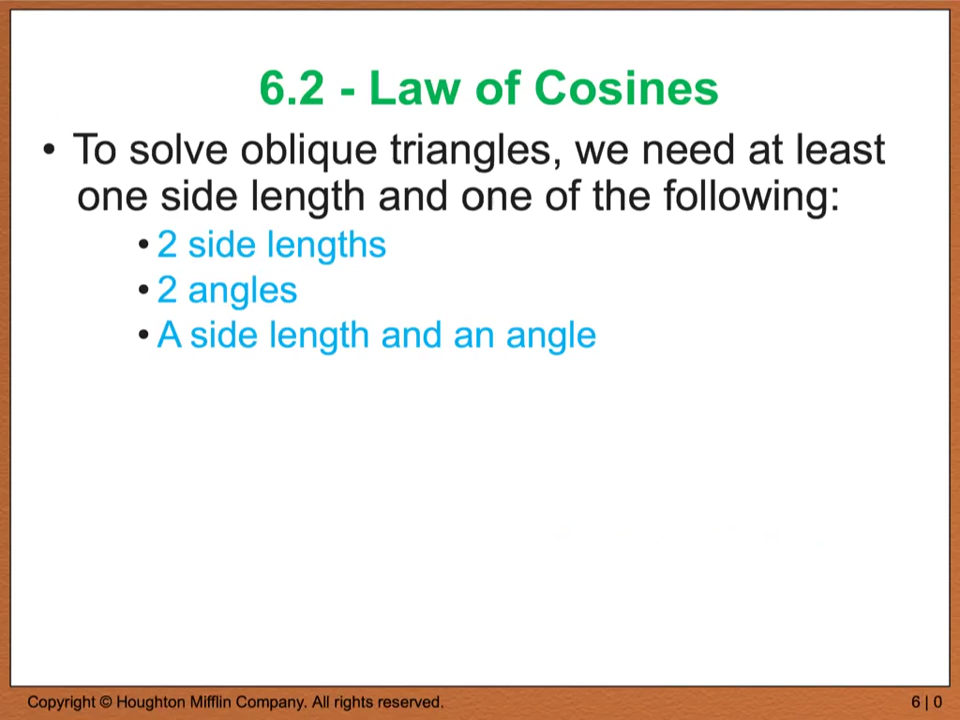 6.2 - Law of Cosines
• To solve oblique triangles, we need at least
one side length and one of the following:
• 2 side lengths
• 2 angles
• A side length and an angle
Copyright © Houghton Mifflin Company. All rights reserved.
6 | 0